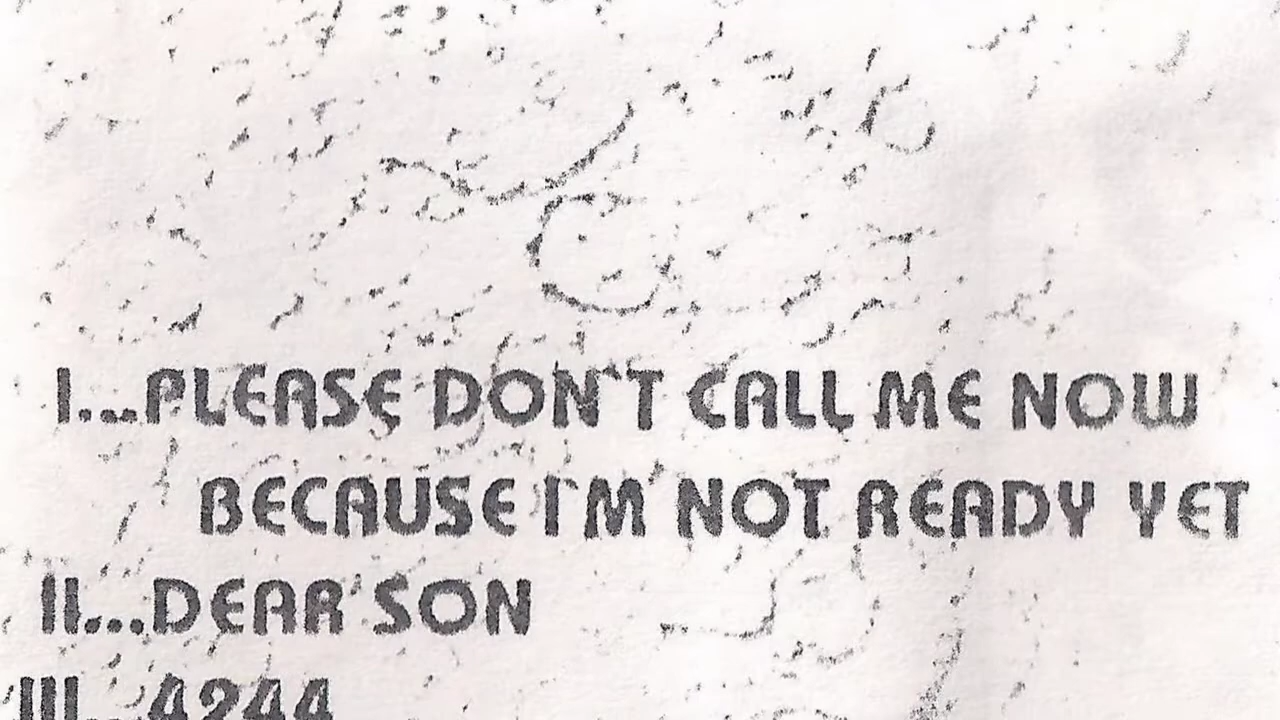 I...PLEASE DON'T CALL ME NOW
BECAUSE I'M NOT READY YET
II...DEAR SON
III...4244